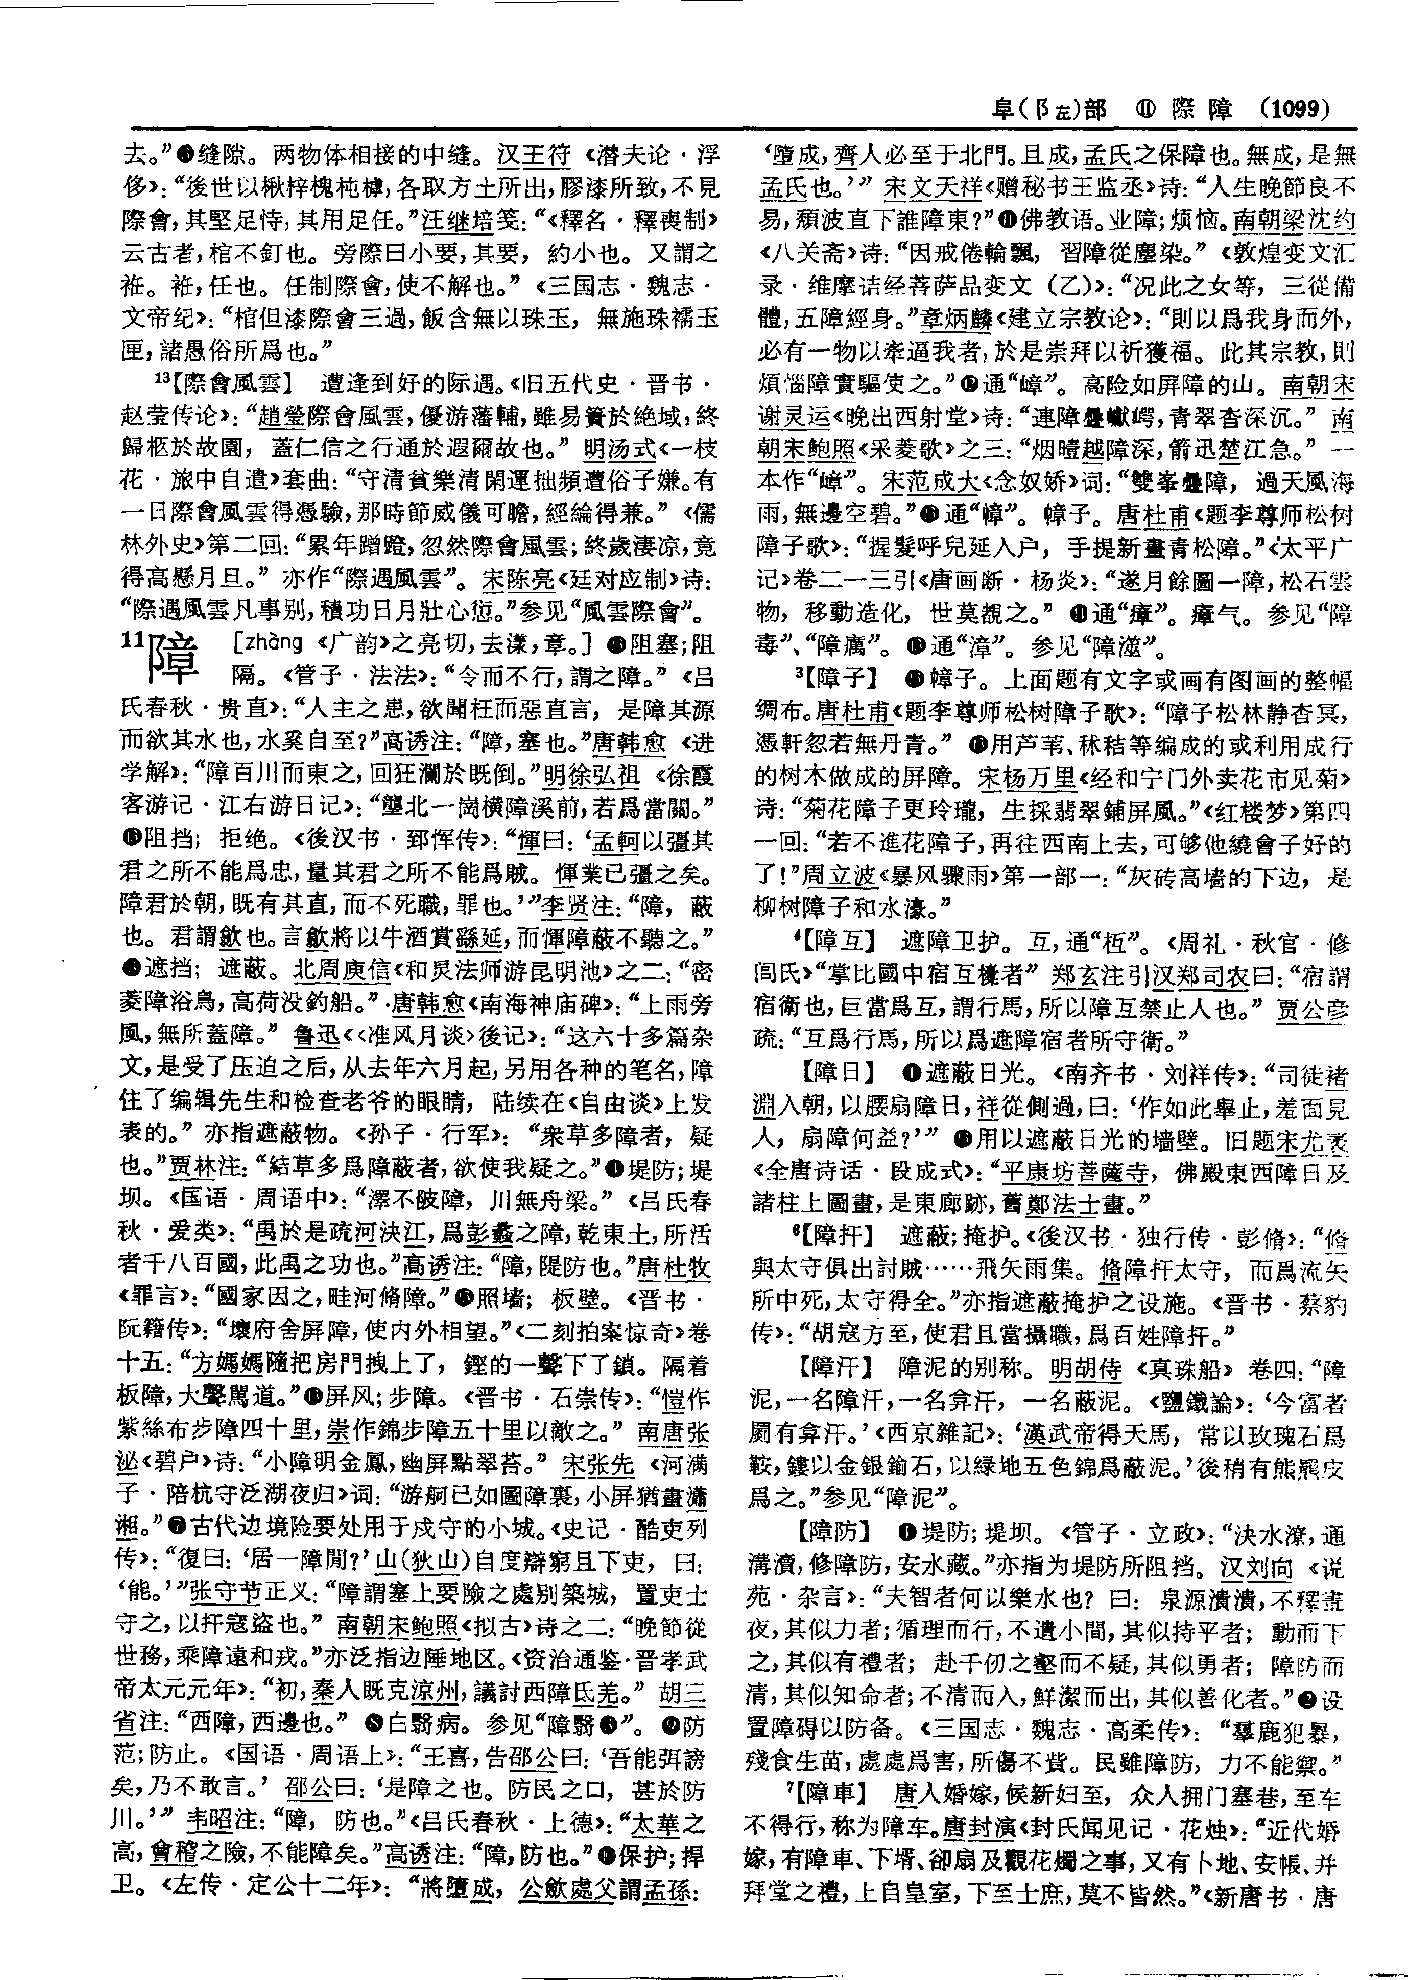 阜(阝左)部 ⑪ 際障 (1099)
去。”❸缝隙。两物体相接的中缝。汉王符《潜夫论·浮
侈》：“後世以楸梓槐杶樗，各取方土所出，膠漆所致，不見
際會，其堅足恃，其用足任。”汪继培笺：“《釋名·釋喪制》
云古者，棺不釘也。旁際曰小要，其要，約小也。又謂之
衽。衽，任也。任制際會，使不解也。”《三国志·魏志·
文帝纪》：“棺但漆際會三過，飯含無以珠玉，無施珠襦玉
匣，諸愚俗所爲也。”
13【際會風雲】 遭逢到好的际遇。《旧五代史·晋书·
赵莹传论》：“趙瑩際會風雲，優游藩輔，雖易簀於絶域，終
歸柩於故園，蓋仁信之行通於遐爾故也。”明汤式《一枝
花·旅中自遣》套曲：“守清貧樂清閑運拙頻遭俗子嫌。有
一日際會風雲得憑驗，那時節威儀可瞻，經綸得兼。”《儒
林外史》第二回：“累年蹭蹬，忽然際會風雲；終歲淒凉，竟
得高懸月旦。”亦作“際遇風雲”。宋陈亮《廷对应制》诗：
“際遇風雲凡事别，積功日月壯心愆。”参见“風雲際會”。
11障 ［zhàng《广韵》之亮切，去漾，章。］❶阻塞；阻
隔。《管子·法法》：“令而不行，謂之障。”《吕
氏春秋·贵直》：“人主之患，欲聞枉而惡直言，是障其源
而欲其水也，水奚自至？”高诱注：“障，塞也。”唐韩愈《进
学解》：“障百川而東之，回狂瀾於既倒。”明徐弘祖《徐霞
客游记·江右游日记》：“壟北一崗横障溪前，若爲當關。”
❷阻挡；拒绝。《後汉书·郅恽传》：“惲曰：‘孟軻以彊其
君之所不能爲忠，量其君之所不能爲賊。惲業已彊之矣。
障君於朝，既有其直，而不死職，罪也。’”李贤注：“障，蔽
也。君謂歙也。言歙將以牛酒賞繇延，而惲障蔽不聽之。”
❸遮挡；遮蔽。北周庾信《和炅法师游昆明池》之二：“密
菱障浴鳥，高荷没釣船。”唐韩愈《南海神庙碑》：“上雨旁
風，無所蓋障。”鲁迅《〈准风月谈〉後记》：“这六十多篇杂
文，是受了压迫之后，从去年六月起，另用各种的笔名，障
住了编辑先生和检查老爷的眼睛，陆续在《自由谈》上发
表的。”亦指遮蔽物。《孙子·行军》：“衆草多障者，疑
也。”贾林注：“結草多爲障蔽者，欲使我疑之。”❹堤防；堤
坝。《国语·周语中》：“澤不陂障，川無舟梁。”《吕氏春
秋·爱类》：“禹於是疏河决江，爲彭蠡之障，乾東土，所活
者千八百國，此禹之功也。”高诱注：“障，隄防也。”唐杜牧
《罪言》：“國家因之，畦河脩障。”❺照墙；板壁。《晋书·
阮籍传》：“壞府舍屏障，使内外相望。”《二刻拍案惊奇》卷
十五：“方媽媽隨把房門拽上了，鏗的一聲下了鎖。隔着
板障，大聲罵道。”❻屏风；步障。《晋书·石崇传》：“愷作
紫絲布步障四十里，崇作錦步障五十里以敵之。”南唐张
泌《碧户》诗：“小障明金鳳，幽屏點翠苔。”宋张先《河满
子·陪杭守泛湖夜归》词：“游舸已如圖障裏，小屏猶畫瀟
湘。”❼古代边境险要处用于戍守的小城。《史记·酷吏列
传》：“復曰：‘居一障閒？’山(狄山)自度辯窮且下吏，曰：
‘能。’”张守节正义：“障謂塞上要險之處别築城，置吏士
守之，以扞寇盜也。”南朝宋鲍照《拟古》诗之二：“晚節從
世務，乘障遠和戎。”亦泛指边陲地区。《资治通鉴·晋孝武
帝太元元年》：“初，秦人既克涼州，議討西障氐羌。”胡三
省注：“西障，西邊也。”❽白翳病。参见“障翳❸”。❾防
范；防止。《国语·周语上》：“王喜，告邵公曰：‘吾能弭謗
矣，乃不敢言。’邵公曰：‘是障之也。防民之口，甚於防
川。’”韦昭注：“障，防也。”《吕氏春秋·上德》：“太華之
高，會稽之險，不能障矣。”高诱注：“障，防也。”❿保护；捍
卫。《左传·定公十二年》：“將墮成，公斂處父謂孟孫：
‘墮成，齊人必至于北門。且成，孟氏之保障也。無成，是無
孟氏也。’”宋文天祥《赠秘书王监丞》诗：“人生晚節良不
易，頹波直下誰障東？”⓫佛教语。业障；烦恼。南朝梁沈约
《八关斋》诗：“因戒倦輪飄，習障從塵染。”《敦煌变文汇
录·维摩诘经菩萨品变文（乙）》：“况此之女等，三從備
體，五障經身。”章炳麟《建立宗教论》：“則以爲我身而外，
必有一物以牽逼我者，於是崇拜以祈獲福。此其宗教，則
煩惱障實驅使之。”⓬通“嶂”。高险如屏障的山。南朝宋
谢灵运《晚出西射堂》诗：“連障疊巘崿，青翠杳深沉。”南
朝宋鲍照《采菱歌》之三：“烟曀越障深，箭迅楚江急。”一
本作“嶂”。宋范成大《念奴娇》词：“雙峯疊障，過天風海
雨，無邊空碧。”⓭通“幛”。幛子。唐杜甫《题李尊师松树
障子歌》：“握髮呼兒延入户，手提新畫青松障。”《太平广
记》卷二一三引《唐画断·杨炎》：“遂月餘圖一障，松石雲
物，移動造化，世莫覩之。”⓮通“瘴”。瘴气。参见“障
毒”、“障癘”。⓯通“漳”。参见“障滏”。
3【障子】 ❶幛子。上面题有文字或画有图画的整幅
绸布。唐杜甫《题李尊师松树障子歌》：“障子松林静杳冥，
憑軒忽若無丹青。”❷用芦苇、秫秸等编成的或利用成行
的树木做成的屏障。宋杨万里《经和宁门外卖花市见菊》
诗：“菊花障子更玲瓏，生採翡翠鋪屏風。”《红楼梦》第四
一回：“若不進花障子，再往西南上去，可够他繞會子好的
了！”周立波《暴风骤雨》第一部一：“灰砖高墙的下边，是
柳树障子和水濠。”
4【障互】 遮障卫护。互，通“枑”。《周礼·秋官·修
闾氏》“掌比國中宿互㯿者”郑玄注引汉郑司农曰：“宿謂
宿衛也，巨當爲互，謂行馬，所以障互禁止人也。”贾公彦
疏：“互爲行馬，所以爲遮障宿者所守衛。”
【障日】 ❶遮蔽日光。《南齐书·刘祥传》：“司徒褚
淵入朝，以腰扇障日，祥從側過，曰：‘作如此舉止，羞面見
人，扇障何益？’”❷用以遮蔽日光的墙壁。旧题宋尤袤
《全唐诗话·段成式》：“平康坊菩薩寺，佛殿東西障日及
諸柱上圖畫，是東廊跡，舊鄭法士畫。”
6【障扞】 遮蔽；掩护。《後汉书·独行传·彭脩》：“脩
與太守俱出討賊……飛矢雨集。脩障扞太守，而爲流矢
所中死，太守得全。”亦指遮蔽掩护之设施。《晋书·蔡豹
传》：“胡寇方至，使君且當攝職，爲百姓障扞。”
【障汗】 障泥的别称。明胡侍《真珠船》卷四：“障
泥，一名障汗，一名弇汗，一名蔽泥。《鹽鐵論》：‘今富者
罽有弇汗。’《西京雜記》：‘漢武帝得天馬，常以玫瑰石爲
鞍，鏤以金銀鍮石，以緑地五色錦爲蔽泥。’後稍有熊羆皮
爲之。”参见“障泥”。
【障防】 ❶堤防；堤坝。《管子·立政》：“决水潦，通
溝瀆，修障防，安水藏。”亦指为堤防所阻挡。汉刘向《说
苑·杂言》：“夫智者何以樂水也？曰：泉源潰潰，不釋晝
夜，其似力者；循理而行，不遺小間，其似持平者；動而下
之，其似有禮者；赴千仞之壑而不疑，其似勇者；障防而
清，其似知命者；不清而入，鮮潔而出，其似善化者。”❷设
置障碍以防备。《三国志·魏志·高柔传》：“羣鹿犯暴，
殘食生苗，處處爲害，所傷不貲。民雖障防，力不能禦。”
7【障車】 唐人婚嫁，候新妇至，众人拥门塞巷，至车
不得行，称为障车。唐封演《封氏闻见记·花烛》：“近代婚
嫁，有障車、下壻、卻扇及觀花燭之事，又有卜地、安帳、并
拜堂之禮，上自皇室，下至士庶，莫不皆然。”《新唐书·唐